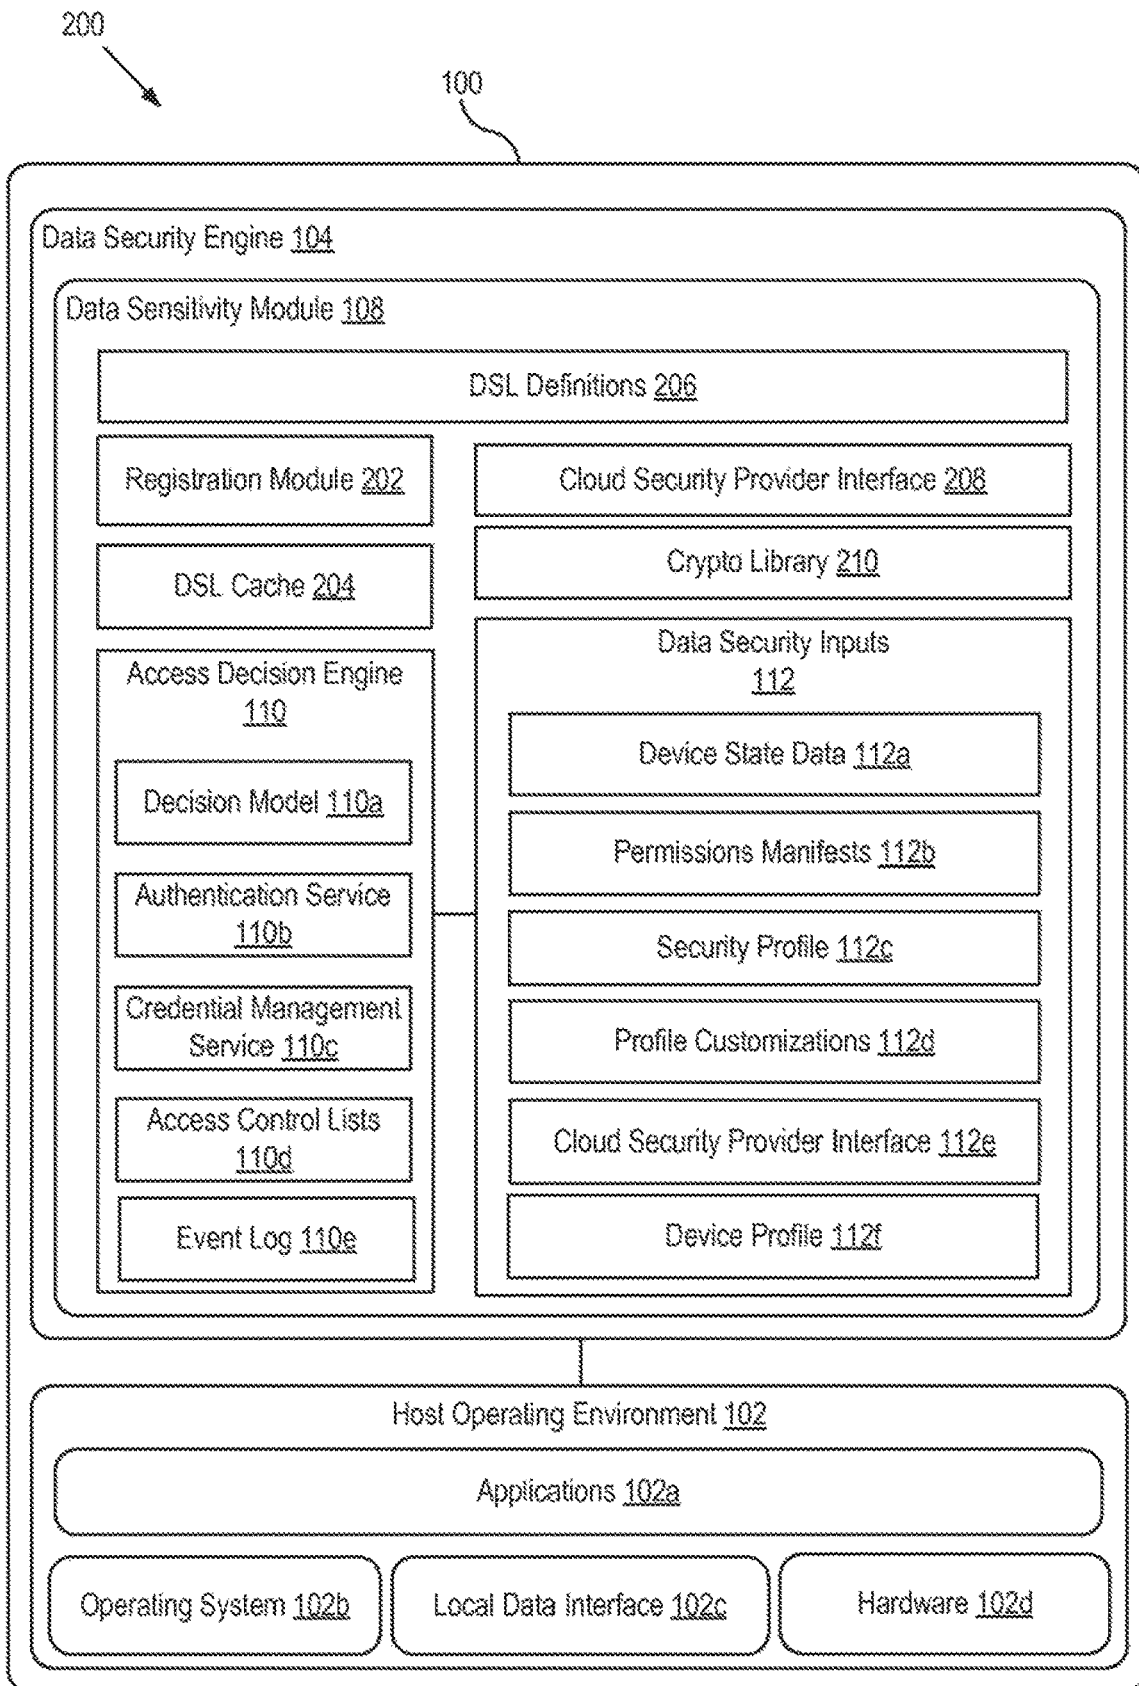 200
100
Data Security Engine 104
Data Sensitivity Module 108
DSL Definitions 206
Registration Module 202
Cloud Security Provider Interface 208
DSL Cache 204
Crypto Library 210
Access Decision Engine
110
Decision Model 110a
Authentication Service
110b
Credential Management
Service 110c
Access Control Lists
110d
Event Log 110e
Data Security Inputs
112
Device State Data 112a
Permissions Manifests 112b
Security Profile 112c
Profile Customizations 112d
Cloud Security Provider Interface 112e
Device Profile 112f
Host Operating Environment 102
Applications 102a
Operating System 102b
Local Data Interface 102c
Hardware 102d